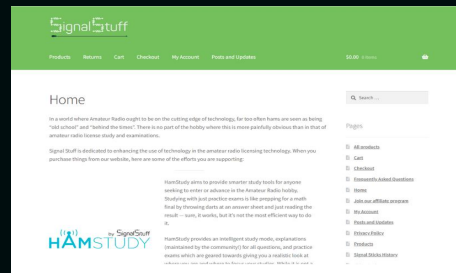 SignalStuff
Products Returns Cart Checkout My Account Posts and Updates $0.00 0 items
Home
In a world where Amateur Radio ought to be on the cutting edge of technology, far too often hams are seen as being
"old school" and "behind the times". There is no part of the hobby where this is more painfully obvious than in that of
amateur radio license study and examinations.
Signal Stuff is dedicated to enhancing the use of technology in the amateur radio licensing technology. When you
purchase things from our website, here are some of the efforts you are supporting:
HamStudy aims to provide smarter study tools for anyone
seeking to enter or advance in the Amateur Radio hobby.
Studying with just practice exams is like prepping for a math
final by throwing darts at an answer sheet and just reading the
result — sure, it works, but it's not the most efficient way to do
it.
by SignalStuff
HAMSTUDY
HamStudy provides an intelligent study mode, explanations
(maintained by the community!) for all questions, and practice
exams which are geared towards giving you a realistic look at
Search …
Pages
All products
Cart
Checkout
Frequently Asked Questions
Home
Join our affiliate program
My Account
Posts and Updates
Privacy Policy
Products
Signal Sticks History